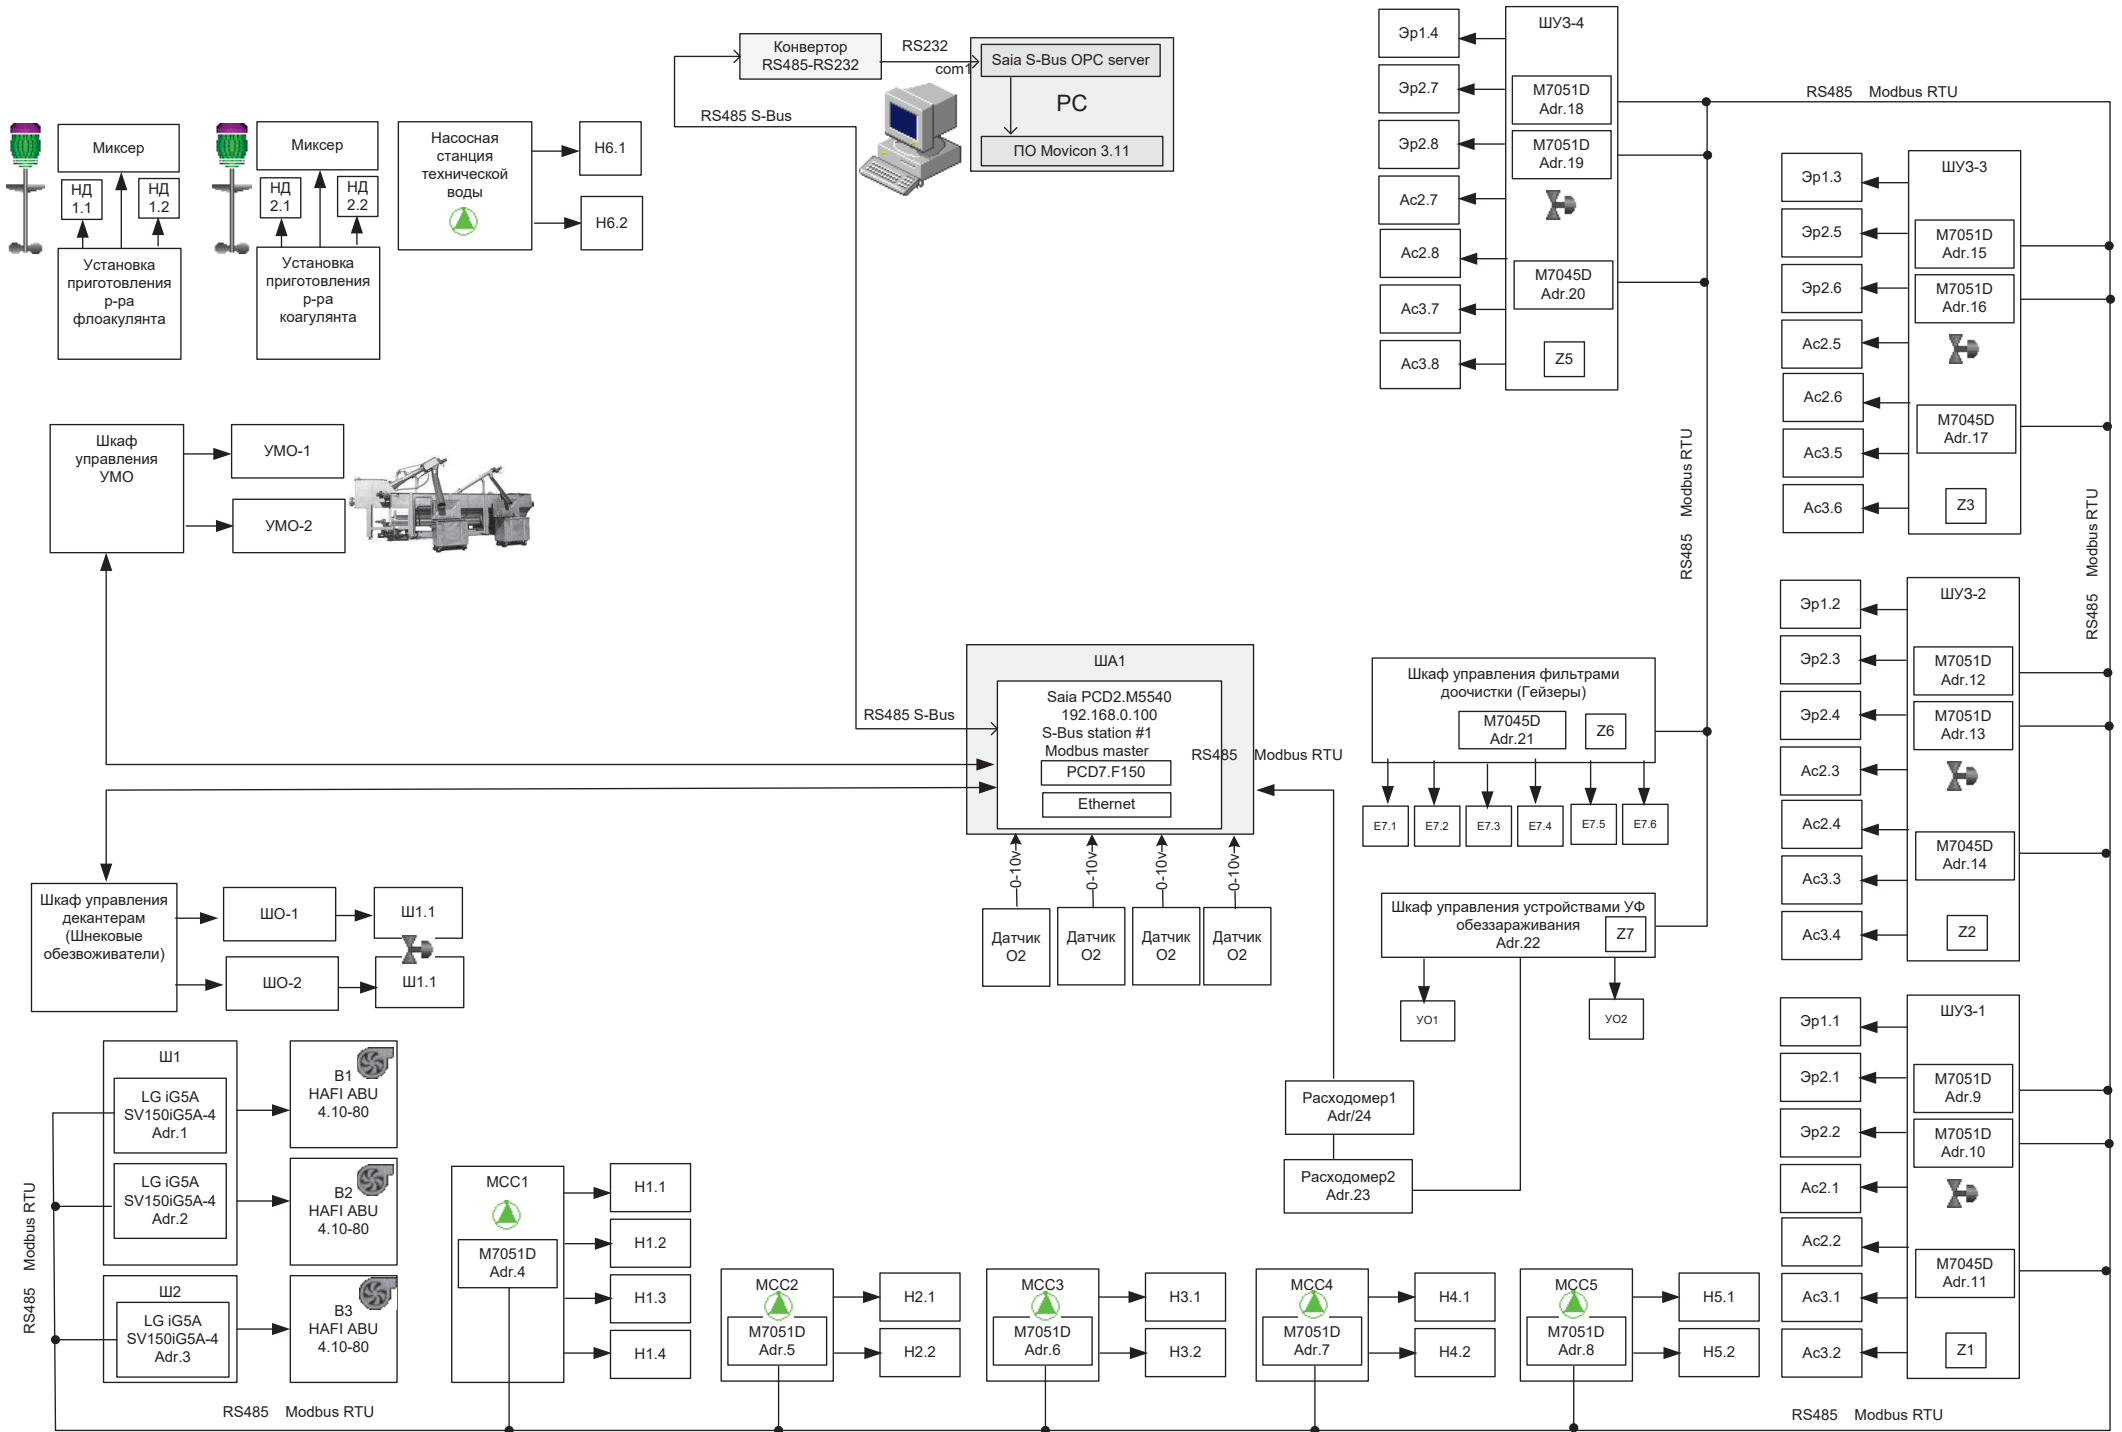 Конвертор
RS485-RS232
RS232
com1
Saia S-Bus OPC server
PC
ПО Movicon 3.11
RS485 S-Bus
Миксер
НД
1.1
НД
1.2
Установка
приготовления
р-ра
флоакулянта
Миксер
НД
2.1
НД
2.2
Установка
приготовления
р-ра
коагулянта
Насосная
станция
технической
воды
Н6.1
Н6.2
Шкаф
управления
УМО
УМО-1
УМО-2
ШУЗ-4
Эр1.4
Эр2.7
Эр2.8
Ас2.7
Ас2.8
Ас3.7
Ас3.8
M7051D
Adr.18
M7051D
Adr.19
M7045D
Adr.20
Z5
RS485 Modbus RTU
RS485 Modbus RTU
RS485 Modbus RTU
ШУЗ-3
Эр1.3
Эр2.5
Эр2.6
Ас2.5
Ас2.6
Ас3.5
Ас3.6
M7051D
Adr.15
M7051D
Adr.16
M7045D
Adr.17
Z3
ШУЗ-2
Эр1.2
Эр2.3
Эр2.4
Ас2.3
Ас2.4
Ас3.3
Ас3.4
M7051D
Adr.12
M7051D
Adr.13
M7045D
Adr.14
Z2
ШУЗ-1
Эр1.1
Эр2.1
Эр2.2
Ас2.1
Ас2.2
Ас3.1
Ас3.2
M7051D
Adr.9
M7051D
Adr.10
M7045D
Adr.11
Z1
ША1
Saia PCD2.M5540
192.168.0.100
S-Bus station #1
Modbus master
PCD7.F150
Ethernet
RS485 S-Bus
RS485 Modbus RTU
0-10v
0-10v
0-10v
0-10v
Датчик
О2
Датчик
О2
Датчик
О2
Датчик
О2
Шкаф управления фильтрами
доочистки (Гейзеры)
M7045D
Adr.21
Z6
E7.1
E7.2
E7.3
E7.4
E7.5
E7.6
Шкаф управления устройствами УФ
обеззараживания
Adr.22
Z7
УО1
УО2
Расходомер1
Adr/24
Расходомер2
Adr.23
Шкаф управления
декантерам
(Шнековые
обезвоживатели)
ШО-1
Ш1.1
ШО-2
Ш1.1
Ш1
LG iG5A
SV150iG5A-4
Adr.1
LG iG5A
SV150iG5A-4
Adr.2
В1
HAFI ABU
4.10-80
В2
HAFI ABU
4.10-80
Ш2
LG iG5A
SV150iG5A-4
Adr.3
В3
HAFI ABU
4.10-80
RS485 Modbus RTU
RS485 Modbus RTU
MCC1
M7051D
Adr.4
Н1.1
Н1.2
Н1.3
Н1.4
MCC2
M7051D
Adr.5
Н2.1
Н2.2
MCC3
M7051D
Adr.6
Н3.1
Н3.2
MCC4
M7051D
Adr.7
Н4.1
Н4.2
MCC5
M7051D
Adr.8
Н5.1
Н5.2
RS485 Modbus RTU